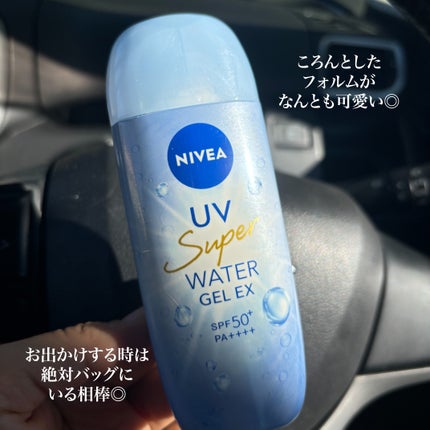 ころんとした
フォルムが
なんとも可愛い◎
NIVEA
UV
Super
WATER
GEL EX
SPF50+
PA++++
お出かけする時は
絶対バッグに
いる相棒◎